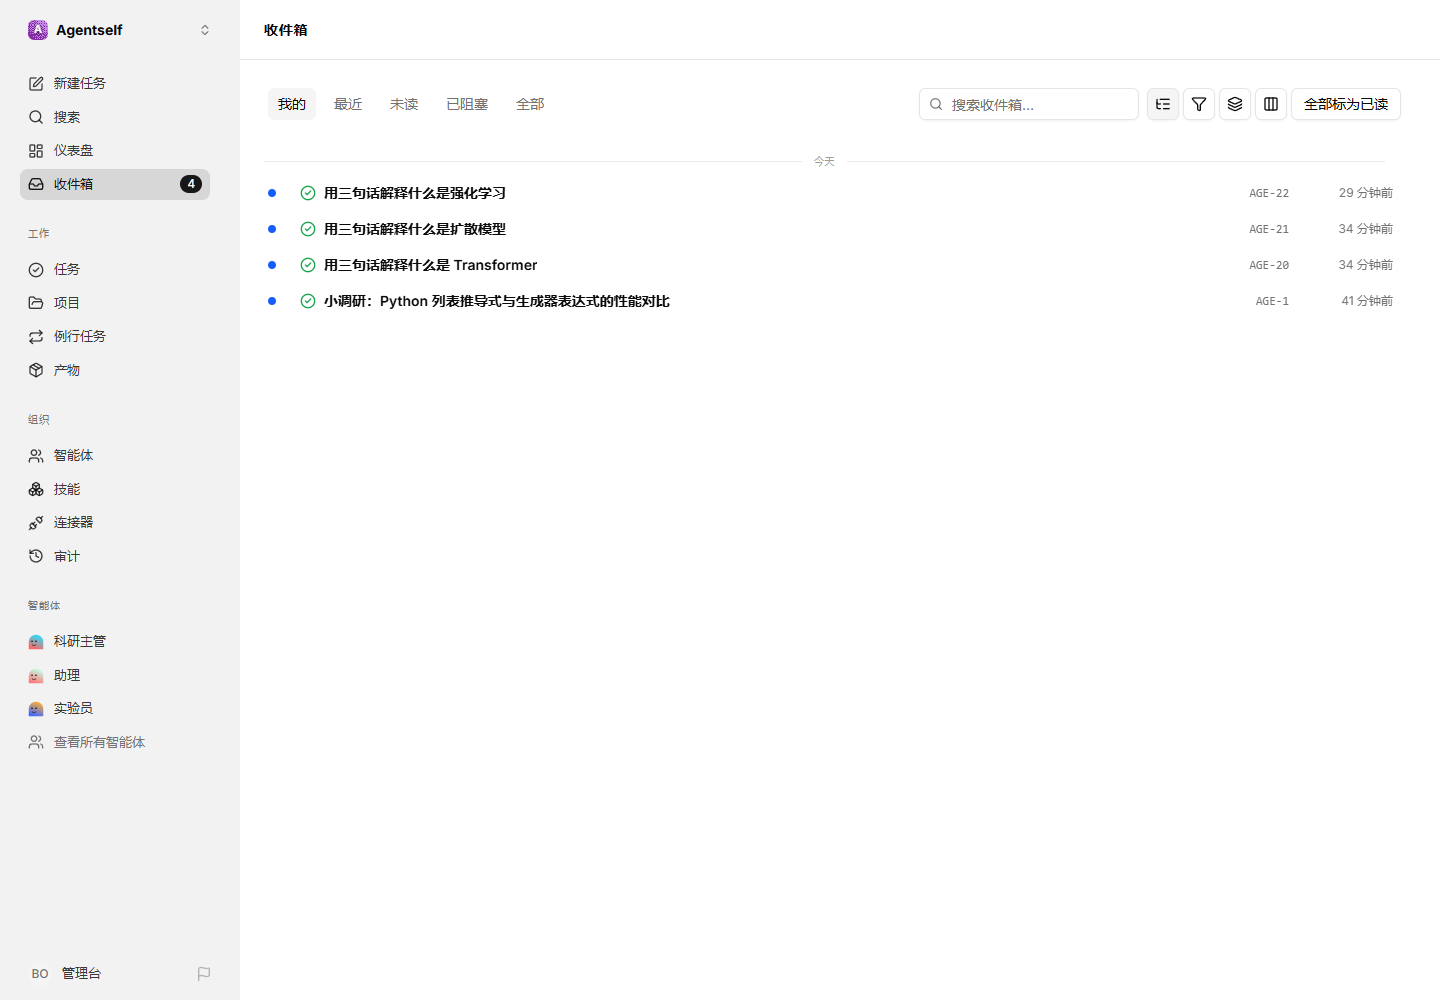 A Agentself
新建任务
搜索
仪表盘
收件箱 4
工作
任务
项目
例行任务
产物
组织
智能体
技能
连接器
审计
智能体
科研主管
助理
实验员
查看所有智能体
BO 管理台
收件箱
我的 最近 未读 已阻塞 全部 搜索收件箱... 全部标为已读
今天
用三句话解释什么是强化学习 AGE-22 29 分钟前
用三句话解释什么是扩散模型 AGE-21 34 分钟前
用三句话解释什么是 Transformer AGE-20 34 分钟前
小调研：Python 列表推导式与生成器表达式的性能对比 AGE-1 41 分钟前